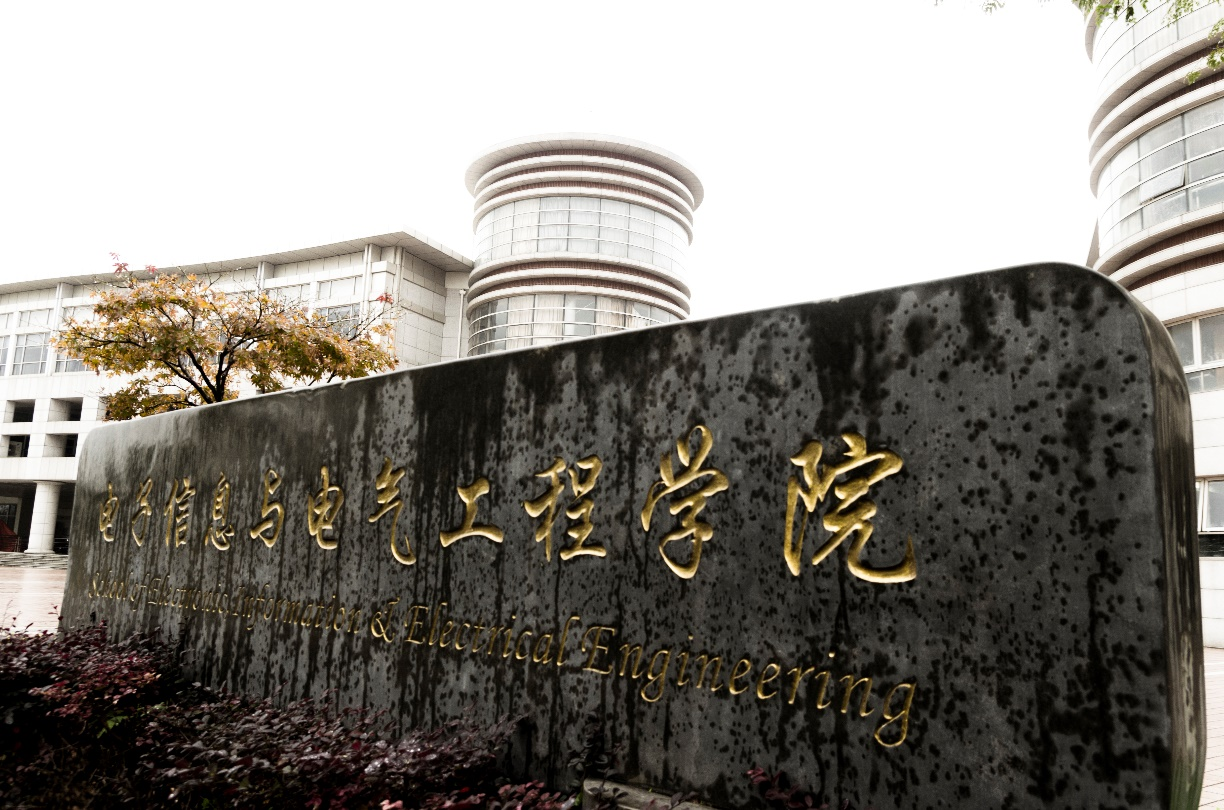 电子信息与电气工程学院
School of Electronic Information & Electrical Engineering